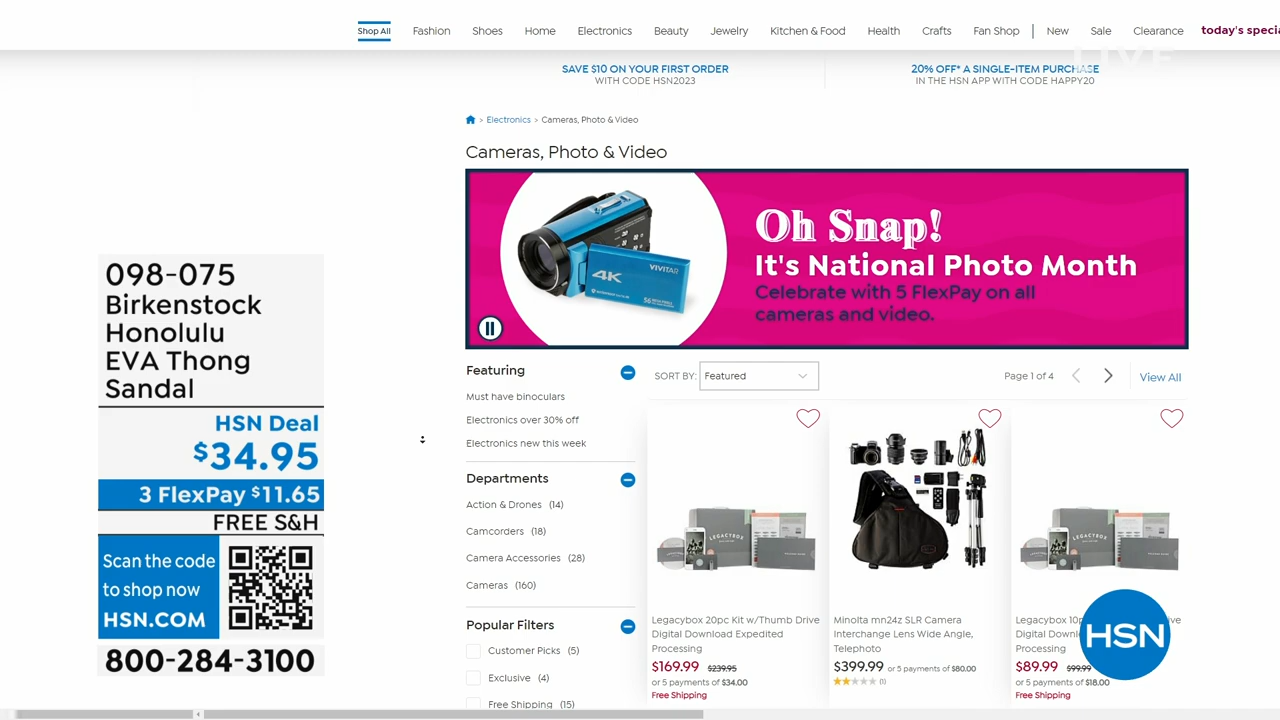 Shop All Fashion Shoes Home Electronics Beauty Jewelry Kitchen & Food Health Crafts Fan Shop New Sale Clearance today's specia
LIVE
SAVE $10 ON YOUR FIRST ORDER
WITH CODE HSN2023
20% OFF* A SINGLE-ITEM PURCHASE
IN THE HSN APP WITH CODE HAPPY20
> Electronics > Cameras, Photo & Video
Cameras, Photo & Video
4K
VIVITAR
Oh Snap!
It's National Photo Month
Celebrate with 5 FlexPay on all
cameras and video.
098-075
Birkenstock
Honolulu
EVA Thong
Sandal
HSN Deal
$34.95
3 FlexPay $11.65
FREE S&H
Scan the code
to shop now
HSN.COM
800-284-3100
Featuring
Must have binoculars
Electronics over 30% off
Electronics new this week
Departments
Action & Drones (14)
Camcorders (18)
Camera Accessories (28)
Cameras (160)
Popular Filters
Customer Picks (5)
Exclusive (4)
Free Shipping (15)
SORT BY: Featured
Page 1 of 4
View All
LEGACYBOX
Legacybox 20pc Kit w/Thumb Drive
Digital Download Expedited
Processing
$169.99 $239.95
or 5 payments of $34.00
Free Shipping
Minolta mn24z SLR Camera
Interchange Lens Wide Angle,
Telephoto
$399.99 or 5 payments of $80.00
(1)
LEGACYBOX
Legacybox 10p ve
Digital Downl
Processing
$89.99 $99.99
or 5 payments of $18.00
Free Shipping
HSN